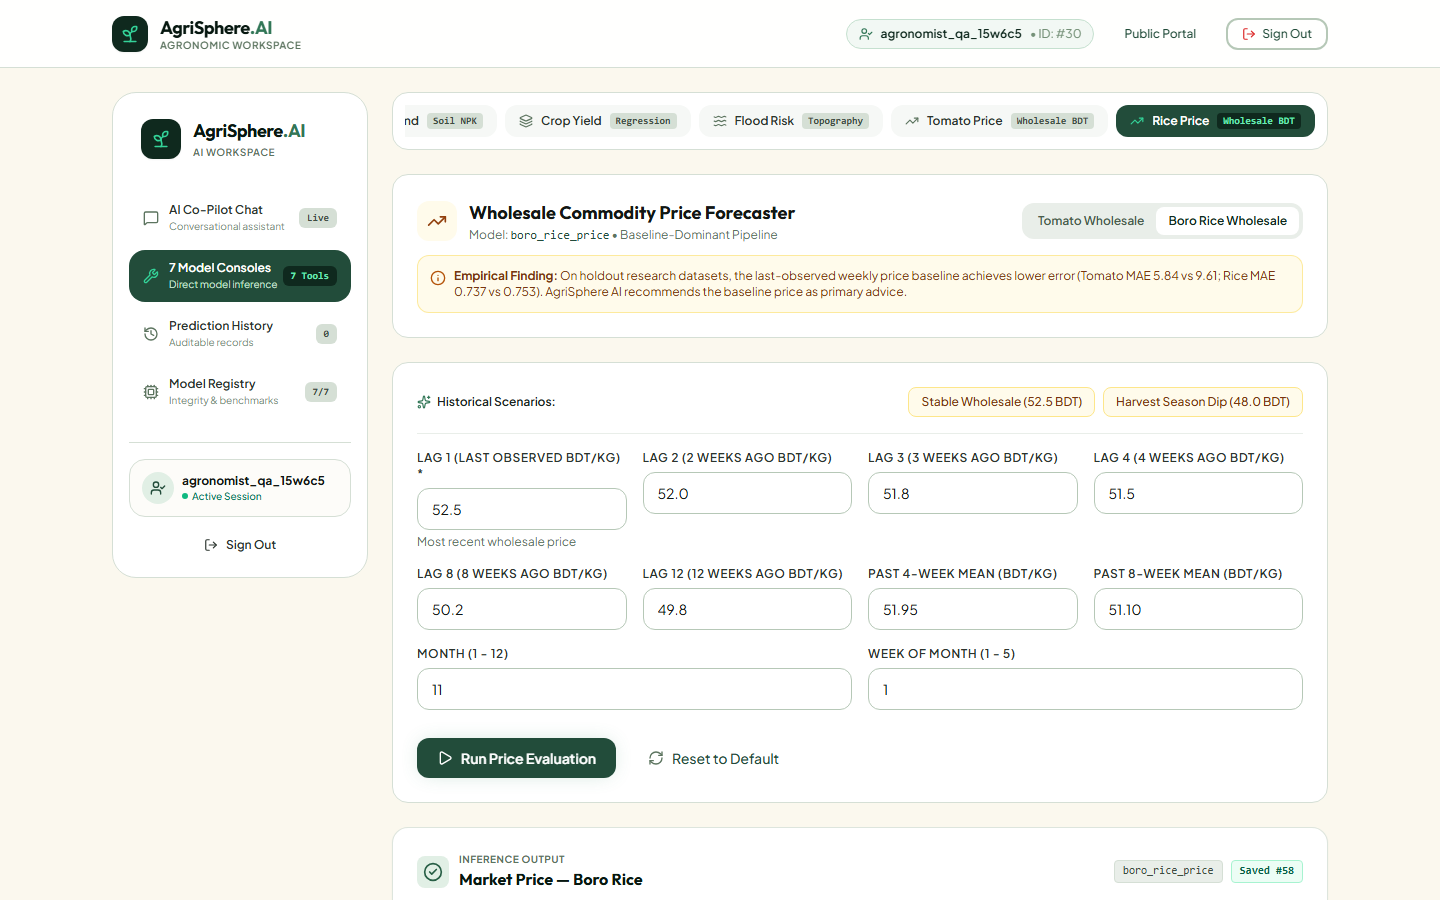 AgriSphere.AI
AGRONOMIC WORKSPACE
agronomist_qa_15w6c5 • ID: #30
Public Portal
Sign Out
AgriSphere.AI
AI WORKSPACE
AI Co-Pilot Chat
Conversational assistant
Live
7 Model Consoles
Direct model inference
7 Tools
Prediction History
Auditable records
0
Model Registry
Integrity & benchmarks
7/7
agronomist_qa_15w6c5
Active Session
Sign Out
nd Soil NPK
Crop Yield Regression
Flood Risk Topography
Tomato Price Wholesale BDT
Rice Price Wholesale BDT
Wholesale Commodity Price Forecaster
Model: boro_rice_price • Baseline-Dominant Pipeline
Tomato Wholesale
Boro Rice Wholesale
Empirical Finding: On holdout research datasets, the last-observed weekly price baseline achieves lower error (Tomato MAE 5.84 vs 9.61; Rice MAE
0.737 vs 0.753). AgriSphere AI recommends the baseline price as primary advice.
Historical Scenarios:
Stable Wholesale (52.5 BDT)
Harvest Season Dip (48.0 BDT)
LAG 1 (LAST OBSERVED BDT/KG)
*
52.5
Most recent wholesale price
LAG 2 (2 WEEKS AGO BDT/KG)
52.0
LAG 3 (3 WEEKS AGO BDT/KG)
51.8
LAG 4 (4 WEEKS AGO BDT/KG)
51.5
LAG 8 (8 WEEKS AGO BDT/KG)
50.2
LAG 12 (12 WEEKS AGO BDT/KG)
49.8
PAST 4-WEEK MEAN (BDT/KG)
51.95
PAST 8-WEEK MEAN (BDT/KG)
51.10
MONTH (1 - 12)
11
WEEK OF MONTH (1 - 5)
1
Run Price Evaluation
Reset to Default
INFERENCE OUTPUT
Market Price — Boro Rice
boro_rice_price
Saved #58